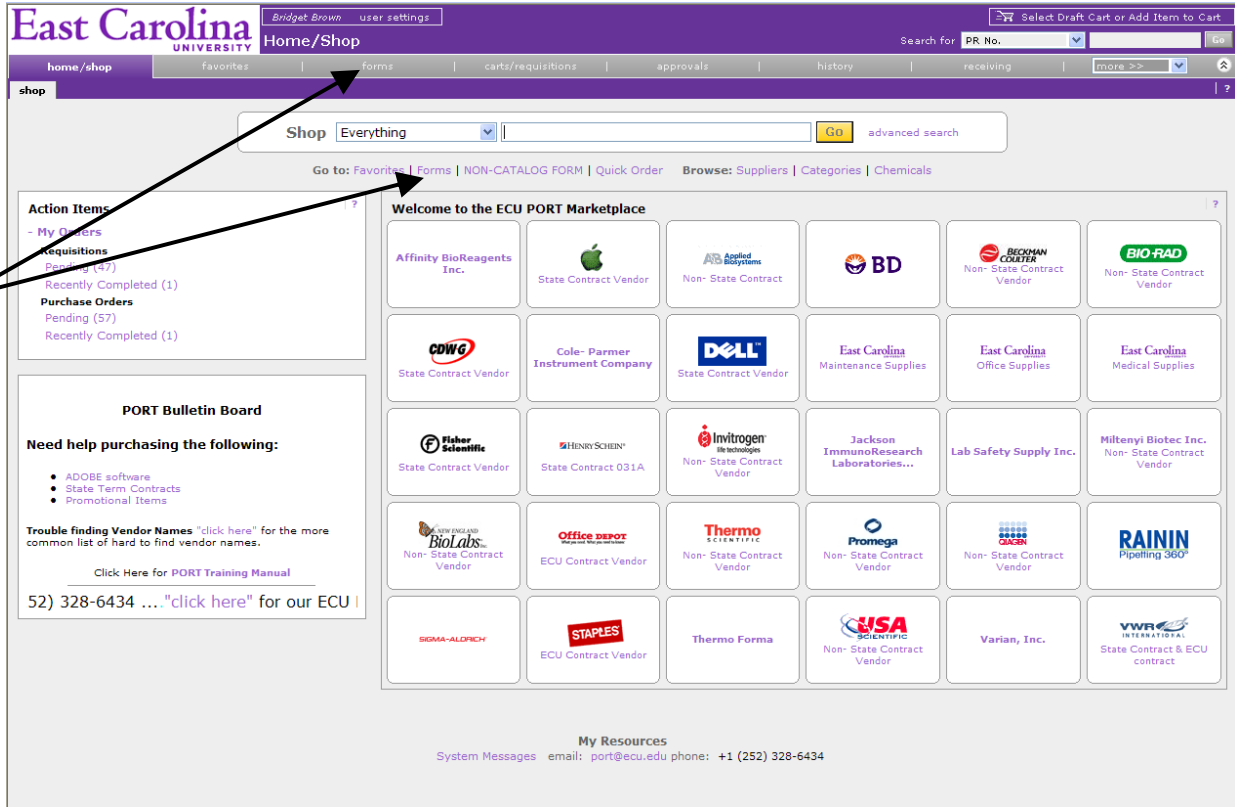 East Carolina
UNIVERSITY
Bridget Brown user settings
Select Draft Cart or Add Item to Cart
Home/Shop
Search for PR No. Go
home/shop favorites | forms | carts/requisitions | approvals | history | receiving | more >>
shop | ?
Shop Everything Go advanced search
Go to: Favorites | Forms | NON-CATALOG FORM | Quick Order Browse: Suppliers | Categories | Chemicals
Action Items | ?
- My Orders
Requisitions
Pending (47)
Recently Completed (1)
Purchase Orders
Pending (57)
Recently Completed (1)
PORT Bulletin Board
Need help purchasing the following:
• ADOBE software
• State Term Contracts
• Promotional Items
Trouble finding Vendor Names "click here" for the more
common list of hard to find vendor names.
Click Here for PORT Training Manual
52) 328-6434 ...."click here" for our ECU
Welcome to the ECU PORT Marketplace | ?
Affinity BioReagents
Inc.
State Contract Vendor
AB Applied
Biosystems
Non- State Contract
BD
BECKMAN
COULTER
Non- State Contract
Vendor
BIO-RAD
Non- State Contract
Vendor
CDWG
State Contract Vendor
Cole- Parmer
Instrument Company
DELL
State Contract Vendor
East Carolina
UNIVERSITY
Maintenance Supplies
East Carolina
UNIVERSITY
Office Supplies
East Carolina
UNIVERSITY
Medical Supplies
Fisher
Scientific
State Contract Vendor
HENRY SCHEIN®
State Contract 031A
invitrogen
life technologies
Non- State Contract
Vendor
Jackson
ImmunoResearch
Laboratories...
Lab Safety Supply Inc.
Miltenyi Biotec Inc.
Non- State Contract
Vendor
NEW ENGLAND
BioLabs Inc.
Non- State Contract
Vendor
Office DEPOT
What you need. What you need to know.
ECU Contract Vendor
Thermo
SCIENTIFIC
Non- State Contract
Vendor
Promega
Non- State Contract
Vendor
QIAGEN
Non- State Contract
Vendor
RAININ
Pipetting 360°
SIGMA-ALDRICH
STAPLES
ECU Contract Vendor
Thermo Forma
USA
SCIENTIFIC
Non- State Contract
Vendor
Varian, Inc.
VWR
INTERNATIONAL
State Contract & ECU
contract
My Resources
System Messages email: port@ecu.edu phone: +1 (252) 328-6434